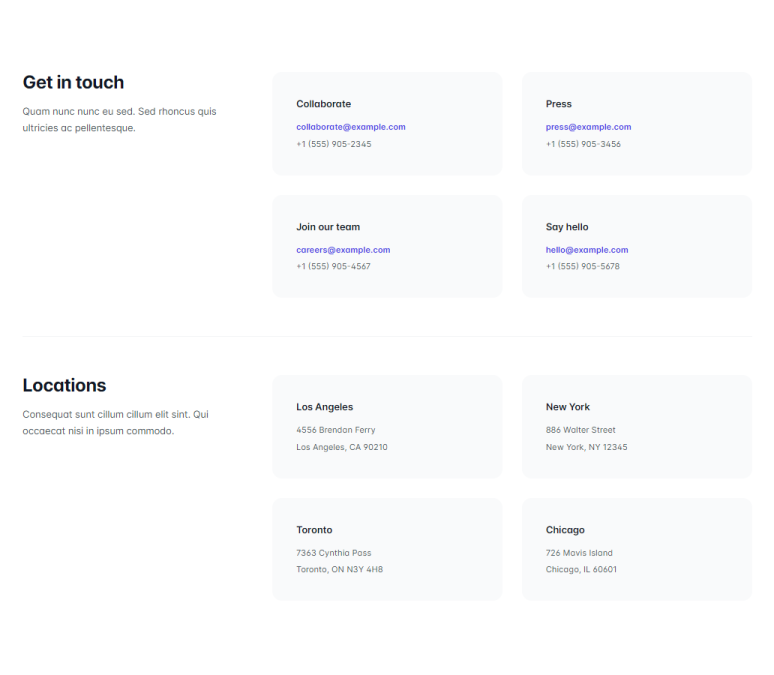 Get in touch
Quam nunc nunc eu sed. Sed rhoncus quis
ultricies ac pellentesque.
Collaborate
collaborate@example.com
+1 (555) 905-2345
Press
press@example.com
+1 (555) 905-3456
Join our team
careers@example.com
+1 (555) 905-4567
Say hello
hello@example.com
+1 (555) 905-5678
Locations
Consequat sunt cillum cillum elit sint. Qui
occaecat nisi in ipsum commodo.
Los Angeles
4556 Brendan Ferry
Los Angeles, CA 90210
New York
886 Walter Street
New York, NY 12345
Toronto
7363 Cynthia Pass
Toronto, ON N3Y 4H8
Chicago
726 Mavis Island
Chicago, IL 60601